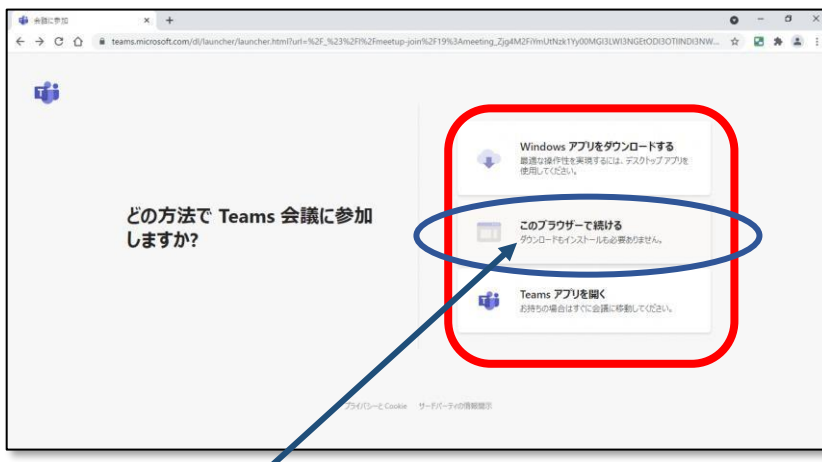 会議に参加
teams.microsoft.com/dl/launcher/launcher.html?url=%2F_%23%2Fl%2Fmeetup-join%2F19%3Ameeting_
どの方法で Teams 会議に参加
しますか?
Windows アプリをダウンロードする
最適な操作性を実現するには、デスクトップ アプリを
使用してください。
このブラウザーで続ける
ダウンロードもインストールも必要ありません。
Teams アプリを開く
お持ちの場合はすぐに会議に移動してください。
プライバシーと Cookie サードパーティの情報開示